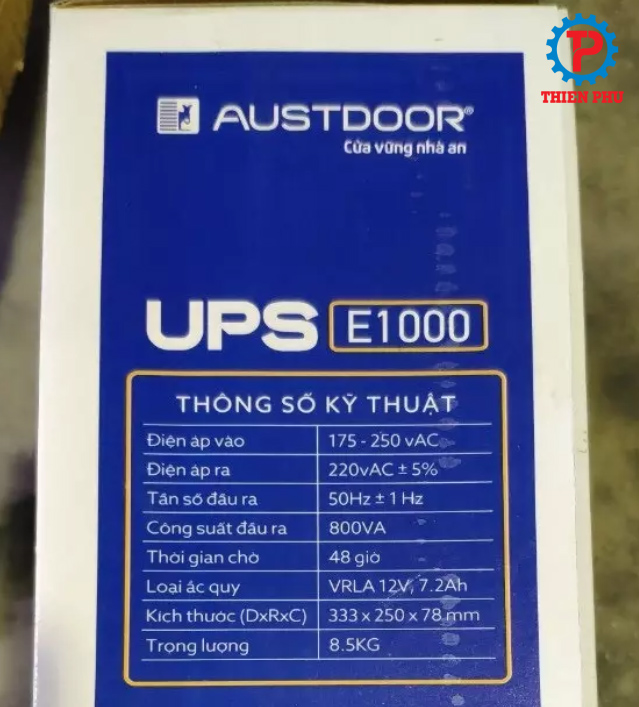 THIEN PHU
AUSTDOOR®
Cửa vững nhà an
UPS E1000
THÔNG SỐ KỸ THUẬT
Điện áp vào 175 - 250 vAC
Điện áp ra 220vAC ± 5%
Tần số đầu ra 50Hz ± 1 Hz
Công suất đầu ra 800VA
Thời gian chờ 48 giờ
Loại ác quy VRLA 12V, 7.2Ah
Kích thước (DxRxC) 333 x 250 x 78 mm
Trọng lượng 8.5KG